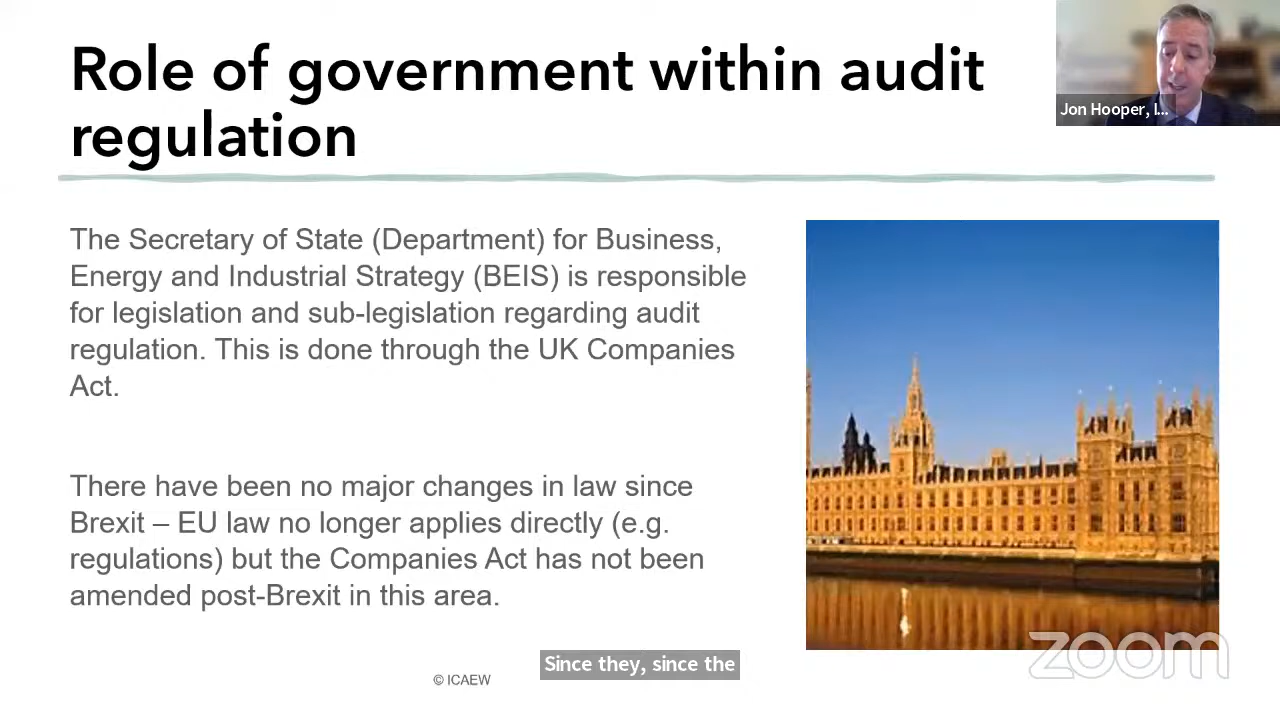 Role of government within audit
regulation
Jon Hooper, I...
The Secretary of State (Department) for Business,
Energy and Industrial Strategy (BEIS) is responsible
for legislation and sub-legislation regarding audit
regulation. This is done through the UK Companies
Act.
There have been no major changes in law since
Brexit – EU law no longer applies directly (e.g.
regulations) but the Companies Act has not been
amended post-Brexit in this area.
zoom
Since they, since the
© ICAEW